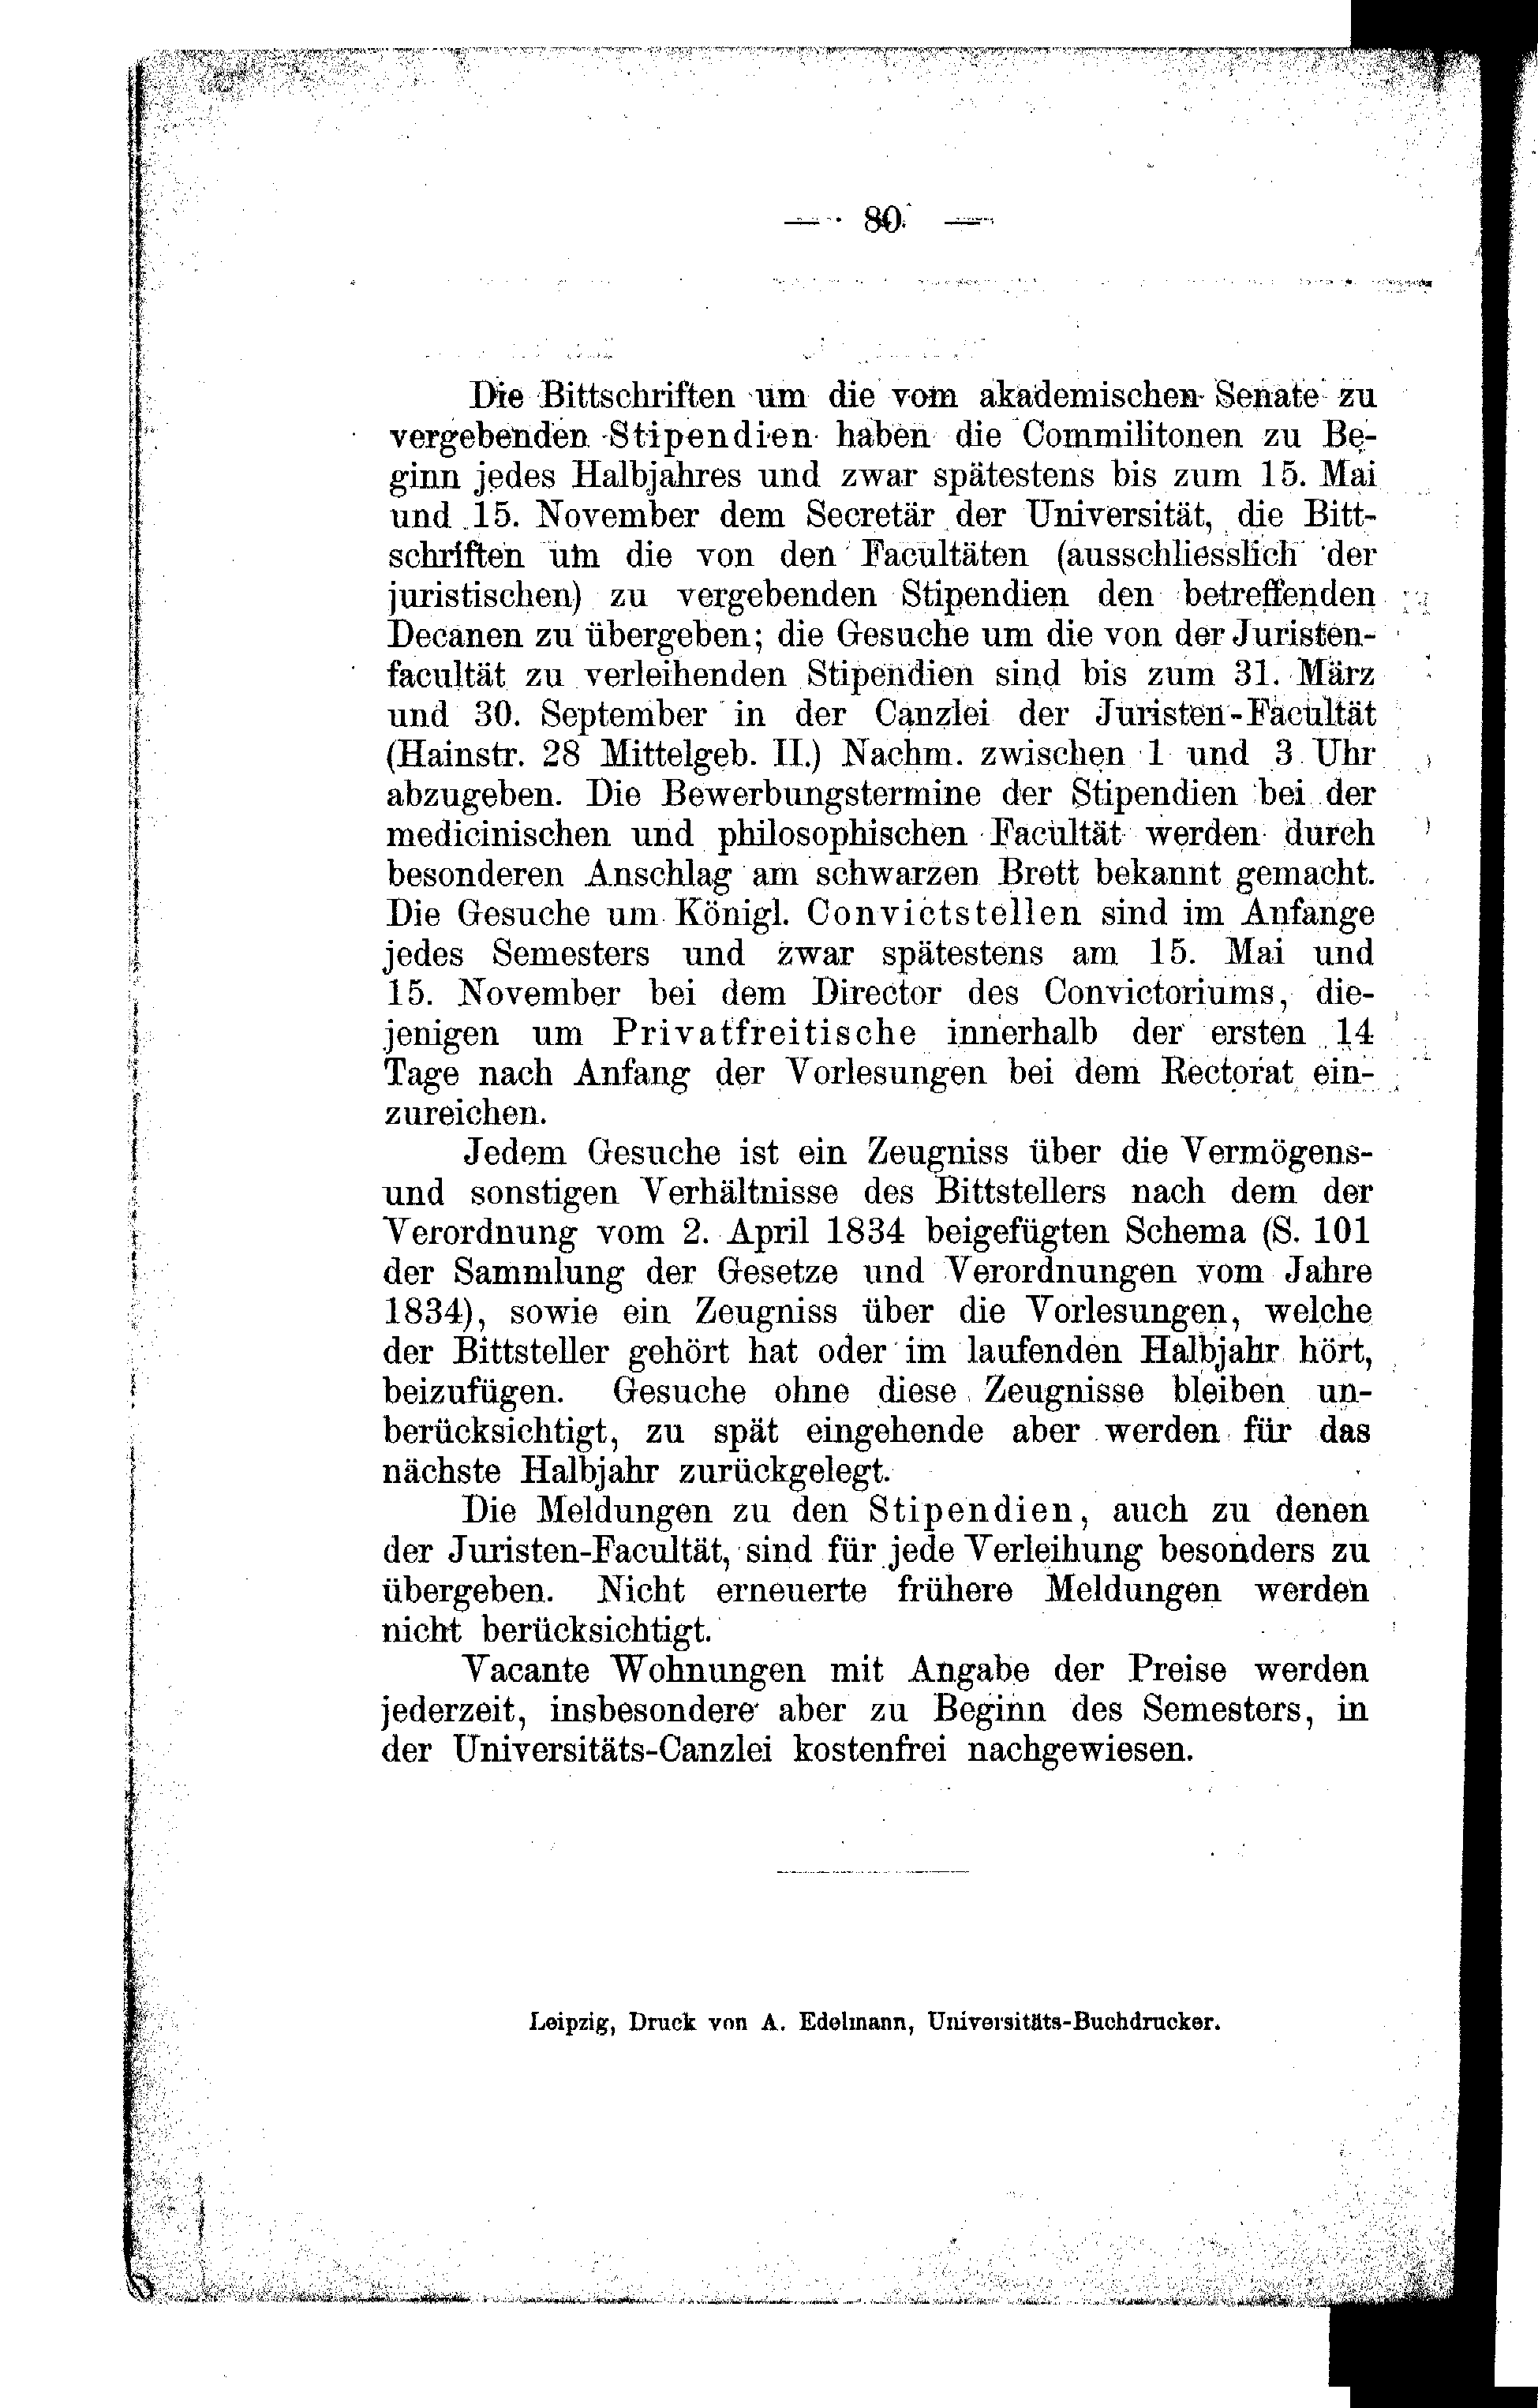 — 80 —
Die Bittschriften um die vom akademischen Senate zu
vergebenden Stipendien haben die Commilitonen zu Be-
ginn jedes Halbjahres und zwar spätestens bis zum 15. Mai
und 15. November dem Secretär der Universität, die Bitt-
schriften um die von den Facultäten (ausschliesslich der
juristischen) zu vergebenden Stipendien den betreffenden
Decanen zu übergeben; die Gesuche um die von der Juristen-
facultät zu verleihenden Stipendien sind bis zum 31. März
und 30. September in der Canzlei der Juristen-Facultät
(Hainstr. 28 Mittelgeb. II.) Nachm. zwischen 1 und 3 Uhr
abzugeben. Die Bewerbungstermine der Stipendien bei der
medicinischen und philosophischen Facultät werden durch
besonderen Anschlag am schwarzen Brett bekannt gemacht.
Die Gesuche um Königl. Convictstellen sind im Anfange
jedes Semesters und zwar spätestens am 15. Mai und
15. November bei dem Director des Convictoriums, die-
jenigen um Privatfreitische innerhalb der ersten 14
Tage nach Anfang der Vorlesungen bei dem Rectorat ein-
zureichen.
Jedem Gesuche ist ein Zeugniss über die Vermögens-
und sonstigen Verhältnisse des Bittstellers nach dem der
Verordnung vom 2. April 1834 beigefügten Schema (S. 101
der Sammlung der Gesetze und Verordnungen vom Jahre
1834), sowie ein Zeugniss über die Vorlesungen, welche
der Bittsteller gehört hat oder im laufenden Halbjahr hört,
beizufügen. Gesuche ohne diese Zeugnisse bleiben un-
berücksichtigt, zu spät eingehende aber werden für das
nächste Halbjahr zurückgelegt.
Die Meldungen zu den Stipendien, auch zu denen
der Juristen-Facultät, sind für jede Verleihung besonders zu
übergeben. Nicht erneuerte frühere Meldungen werden
nicht berücksichtigt.
Vacante Wohnungen mit Angabe der Preise werden
jederzeit, insbesondere aber zu Beginn des Semesters, in
der Universitäts-Canzlei kostenfrei nachgewiesen.
Leipzig, Druck von A. Edelmann, Universitäts-Buchdrucker.